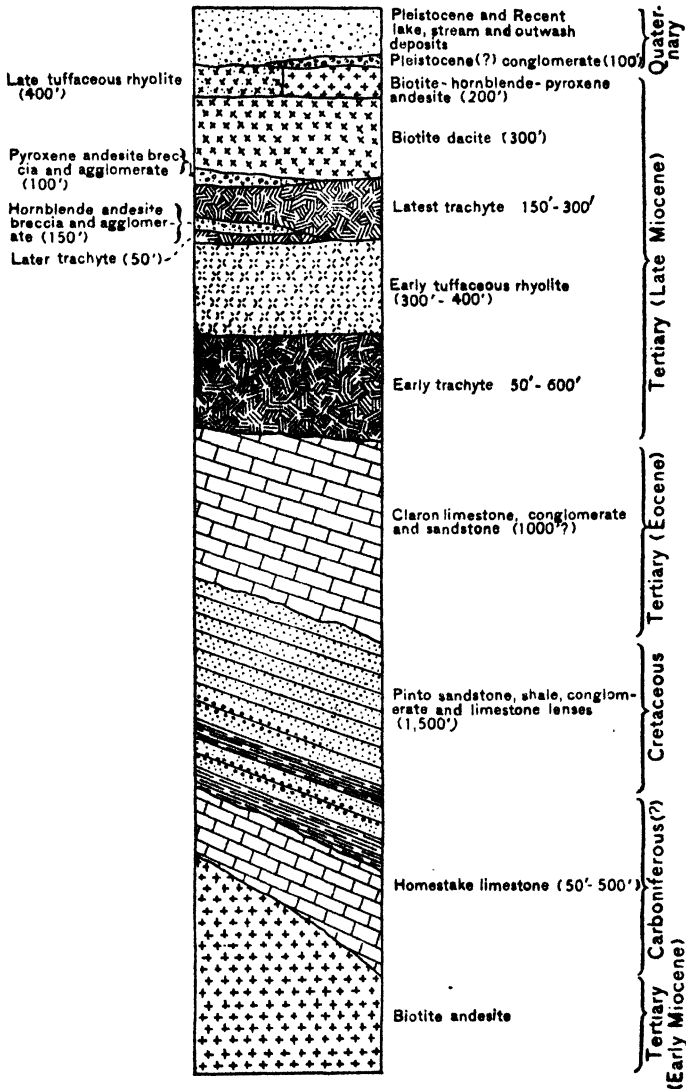 Pleistocene and Recent
lake, stream and outwash
deposits
Pleistocene(?) conglomerate (100')
Quater-
nary
Late tuffaceous rhyolite
(400')
Biotite-hornblende-pyroxene
andesite (200')
Biotite dacite (300')
Pyroxene andesite brec-
cia and agglomerate
(100')
Latest trachyte 150'-300'
Hornblende andesite
breccia and agglomer-
ate (150')
Later trachyte (50')
Early tuffaceous rhyolite
(300'-400')
Early trachyte 50'-600'
Tertiary (Late Miocene)
Claron limestone, conglomerate
and sandstone (1000'?)
Tertiary (Eocene)
Pinto sandstone, shale, conglom-
erate and limestone lenses
(1,500')
Cretaceous
Homestake limestone (50'-500')
Carboniferous(?)
Biotite andesite
Tertiary
(Early Miocene)